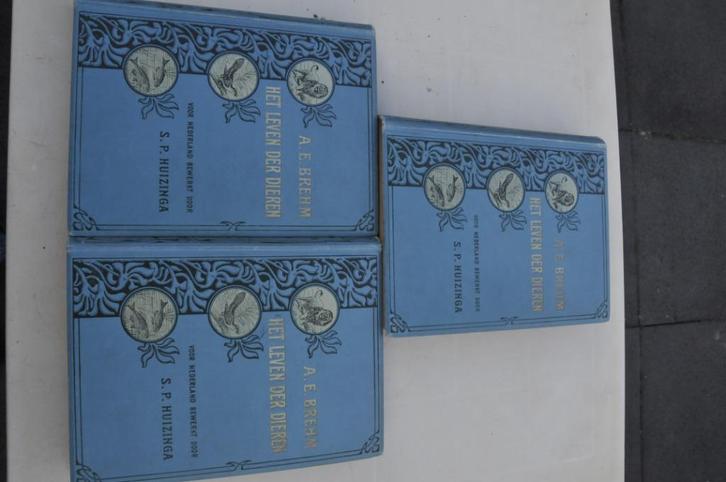 A. E. BREHM
HET LEVEN DER DIEREN
VOOR NEDERLAND BEWERKT DOOR
S. P. HUIZINGA
A. E. BREHM
HET LEVEN DER DIEREN
VOOR NEDERLAND BEWERKT DOOR
S. P. HUIZINGA
A. E. BREHM
HET LEVEN DER DIEREN
VOOR NEDERLAND BEWERKT DOOR
S. P. HUIZINGA